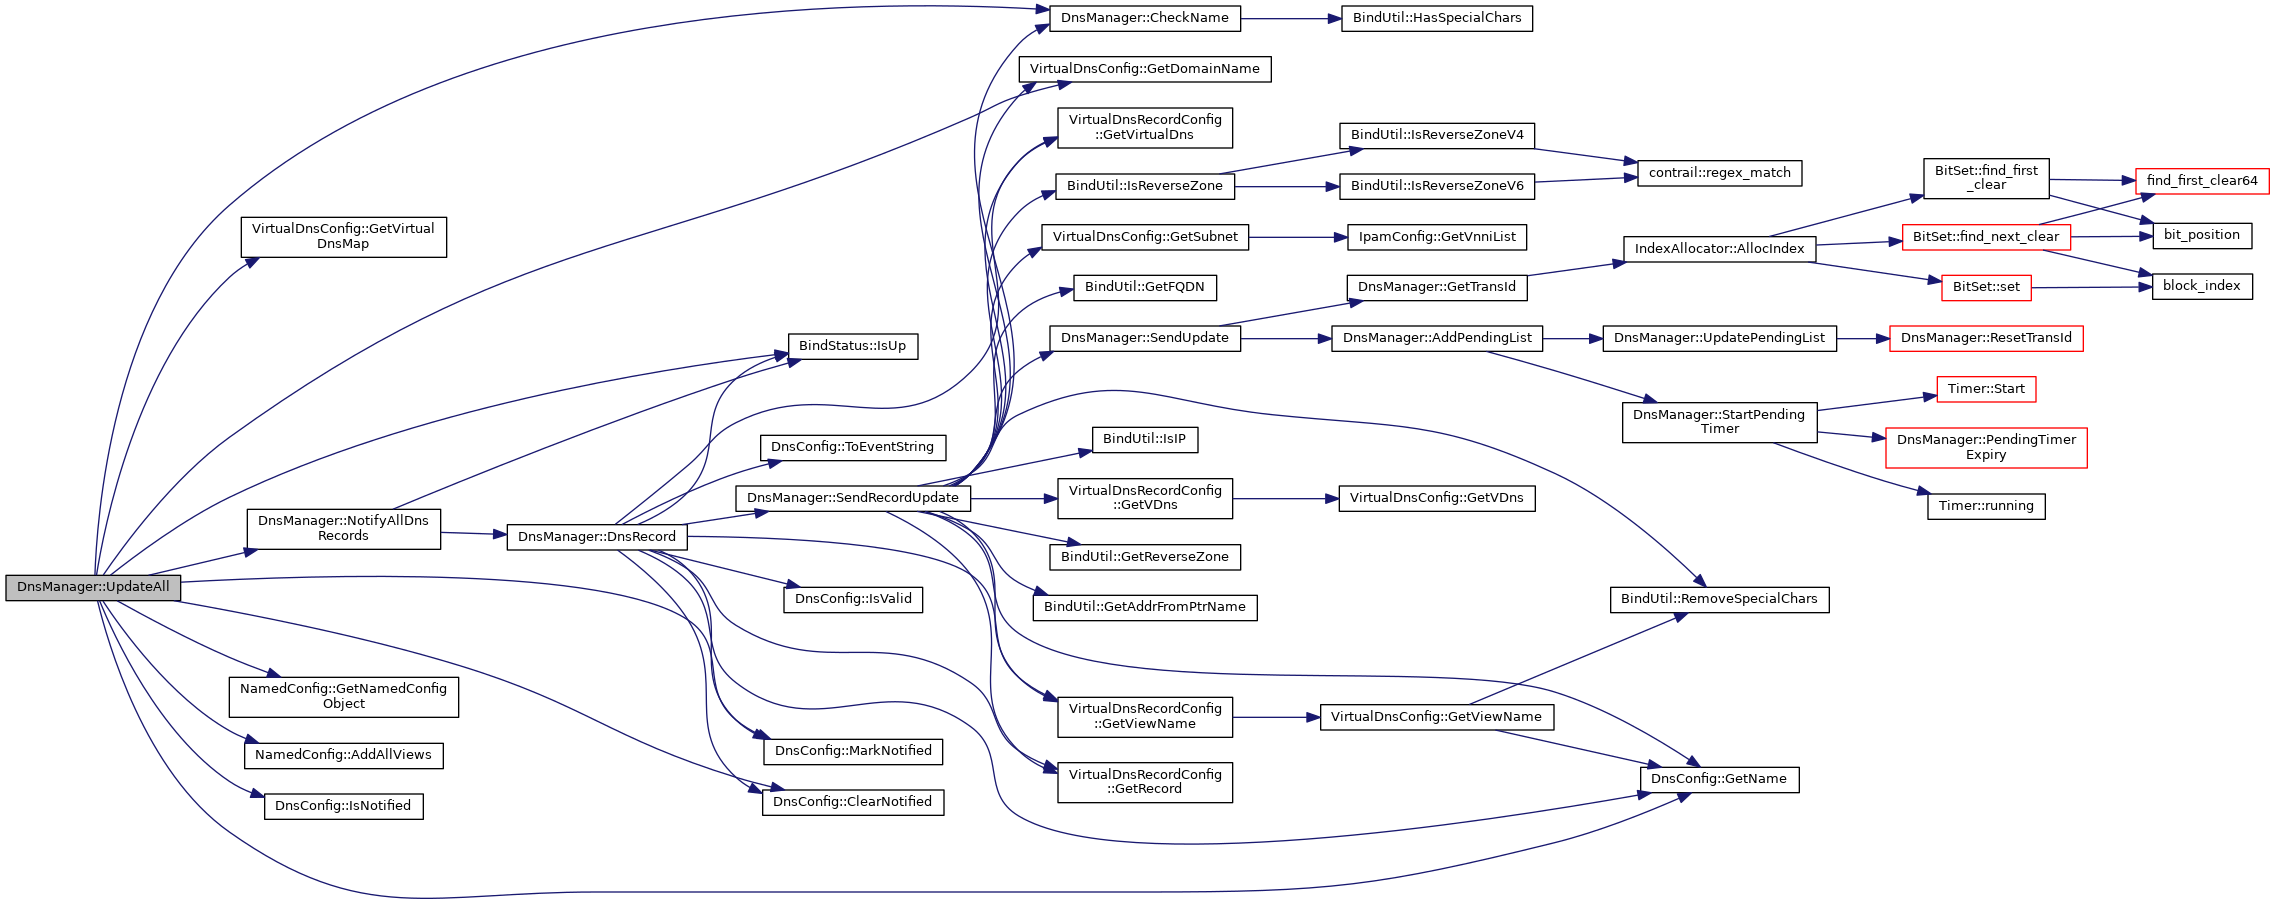 DnsManager::UpdateAll
VirtualDnsConfig::GetVirtual
DnsMap
DnsManager::NotifyAllDns
Records
NamedConfig::GetNamedConfig
Object
NamedConfig::AddAllViews
DnsConfig::IsNotified
DnsManager::DnsRecord
BindStatus::IsUp
DnsConfig::ToEventString
DnsManager::SendRecordUpdate
DnsConfig::IsValid
DnsConfig::MarkNotified
DnsConfig::ClearNotified
DnsManager::CheckName
VirtualDnsConfig::GetDomainName
VirtualDnsRecordConfig
::GetVirtualDns
BindUtil::IsReverseZone
VirtualDnsConfig::GetSubnet
BindUtil::GetFQDN
DnsManager::SendUpdate
BindUtil::IsIP
VirtualDnsRecordConfig
::GetVDns
BindUtil::GetReverseZone
BindUtil::GetAddrFromPtrName
VirtualDnsRecordConfig
::GetViewName
VirtualDnsRecordConfig
::GetRecord
BindUtil::HasSpecialChars
BindUtil::IsReverseZoneV4
BindUtil::IsReverseZoneV6
IpamConfig::GetVnniList
DnsManager::GetTransId
DnsManager::AddPendingList
VirtualDnsConfig::GetVDns
VirtualDnsConfig::GetViewName
contrail::regex_match
IndexAllocator::AllocIndex
DnsManager::UpdatePendingList
DnsManager::StartPending
Timer
BindUtil::RemoveSpecialChars
DnsConfig::GetName
BitSet::find_first
_clear
BitSet::find_next_clear
BitSet::set
DnsManager::ResetTransId
Timer::Start
DnsManager::PendingTimer
Expiry
Timer::running
find_first_clear64
bit_position
block_index